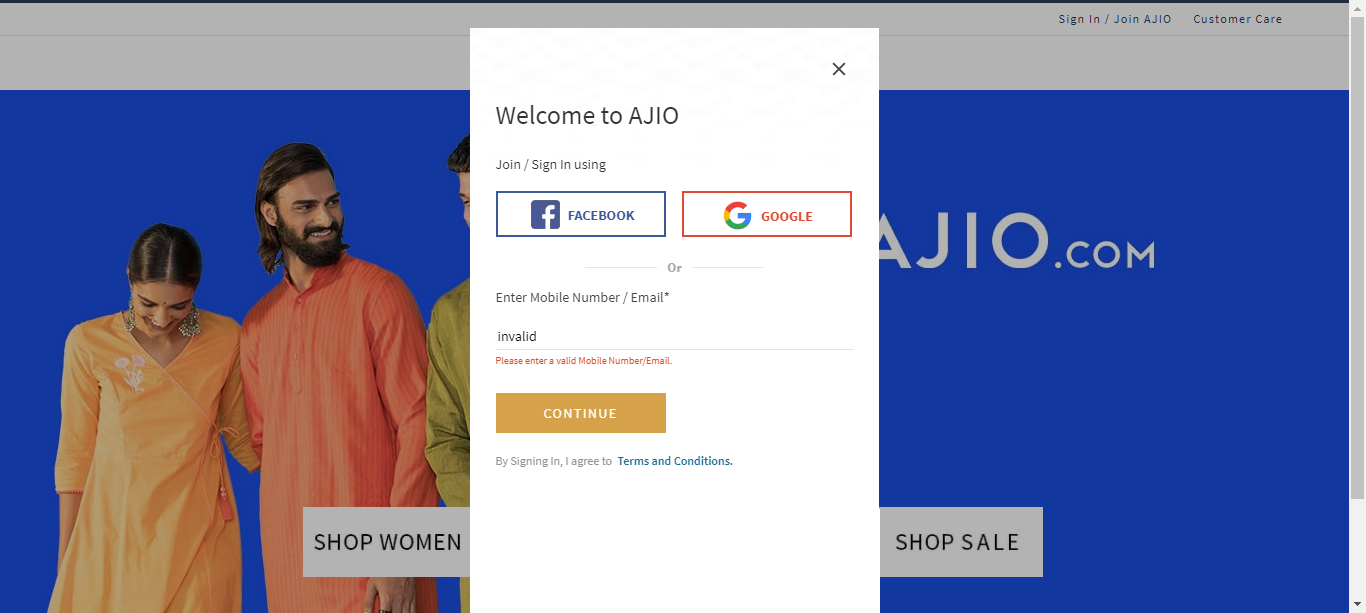 Sign In / Join AJIO Customer Care
Welcome to AJIO
Join / Sign In using
FACEBOOK GOOGLE
AJIO.COM
Or
Enter Mobile Number / Email*
invalid
Please enter a valid Mobile Number/Email.
CONTINUE
By Signing In, I agree to Terms and Conditions.
SHOP WOMEN SHOP SALE